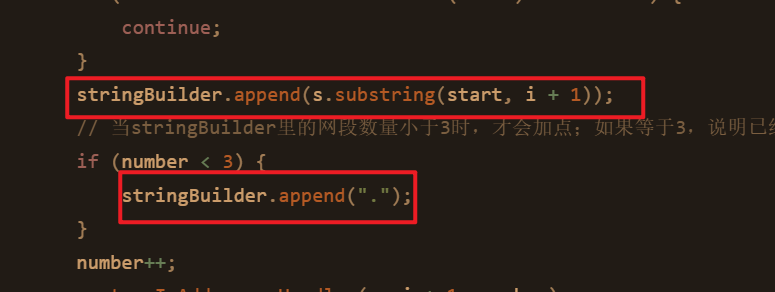 continue;
}
stringBuilder.append(s.substring(start, i + 1));
// 当stringBuilder里的网段数量小于3时，才会加点；如果等于3，说明已
if (number < 3) {
stringBuilder.append(".");
}
number++;